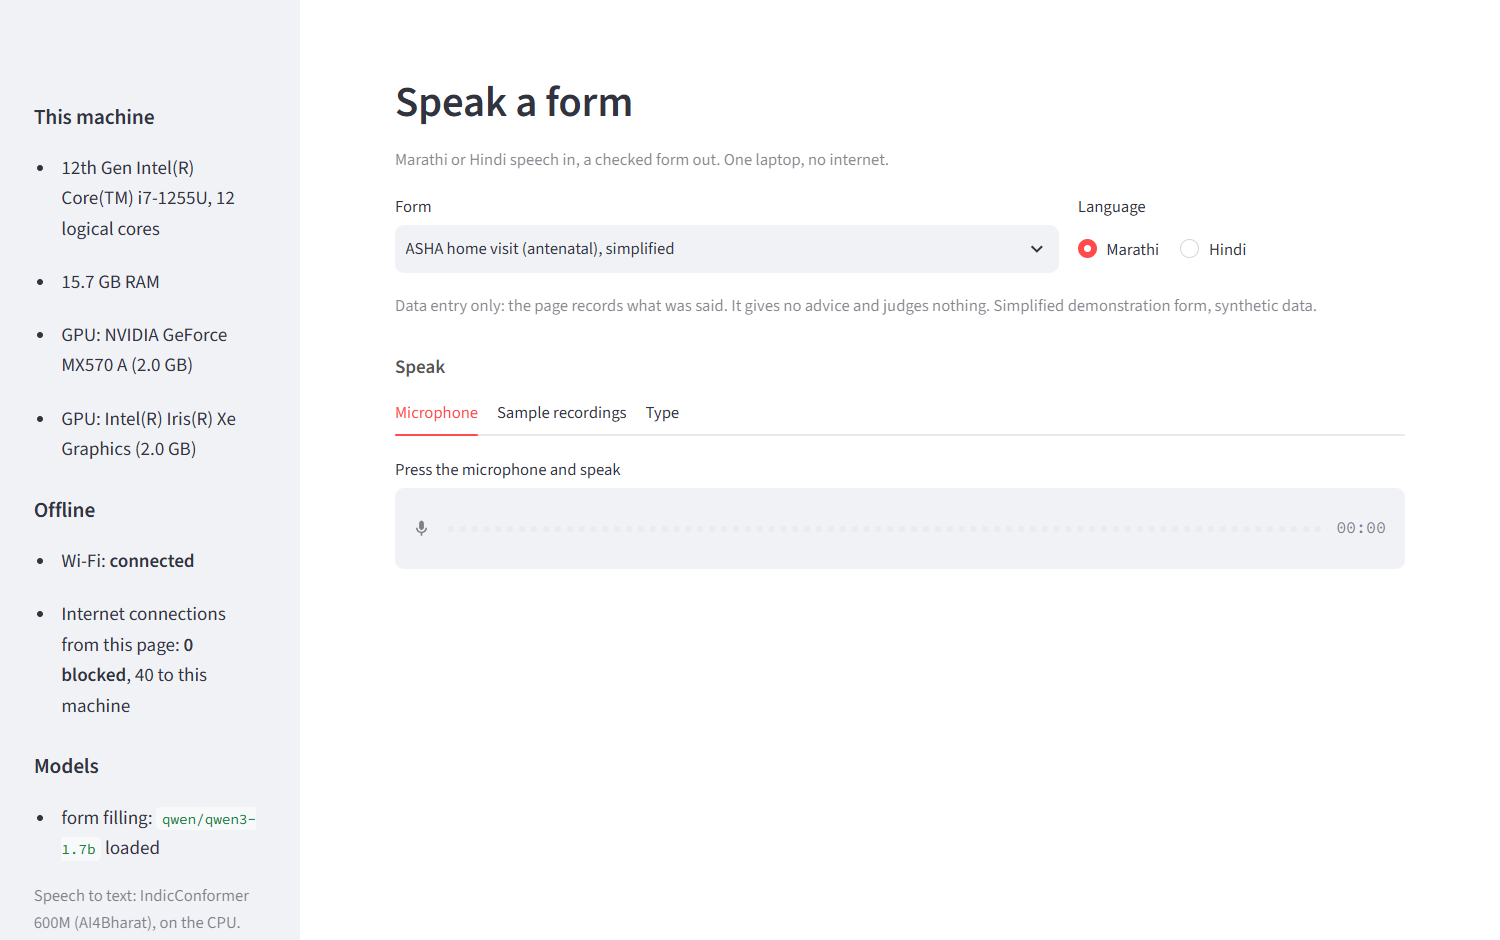 This machine
12th Gen Intel(R)
Core(TM) i7-1255U, 12
logical cores
15.7 GB RAM
GPU: NVIDIA GeForce
MX570 A (2.0 GB)
GPU: Intel(R) Iris(R) Xe
Graphics (2.0 GB)
Offline
Wi-Fi: connected
Internet connections
from this page: 0
blocked, 40 to this
machine
Models
form filling: qwen/qwen3-
1.7b loaded
Speech to text: IndicConformer
600M (AI4Bharat), on the CPU.
Speak a form
Marathi or Hindi speech in, a checked form out. One laptop, no internet.
Form
ASHA home visit (antenatal), simplified
Language
Marathi Hindi
Data entry only: the page records what was said. It gives no advice and judges nothing. Simplified demonstration form, synthetic data.
Speak
Microphone Sample recordings Type
Press the microphone and speak
00:00